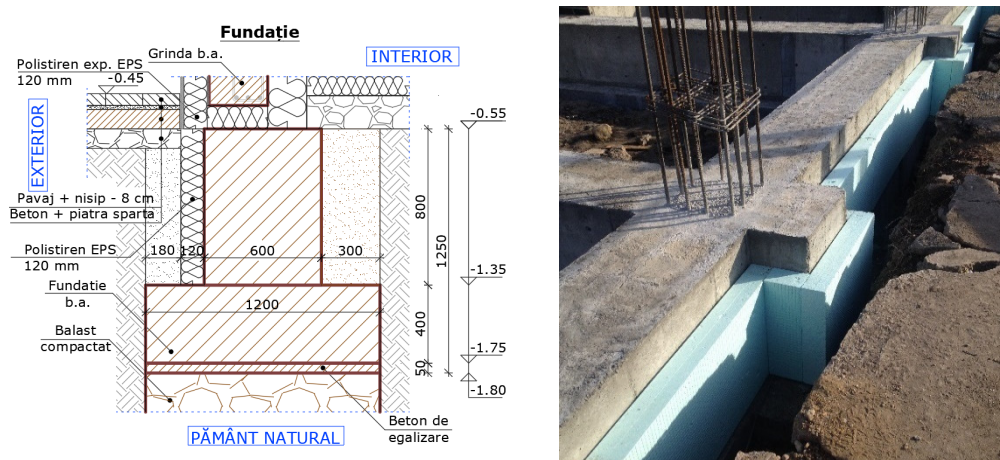 Fundație
Grinda b.a.
INTERIOR
Polistiren exp. EPS
120 mm
-0.45
-0.55
EXTERIOR
Pavaj + nisip - 8 cm
Beton + piatra sparta
800
1250
Polistiren EPS
120 mm
180
120
600
300
-1.35
Fundatie
b.a.
1200
400
Balast
compactat
-1.75
50
-1.80
Beton de
egalizare
PĂMÂNT NATURAL